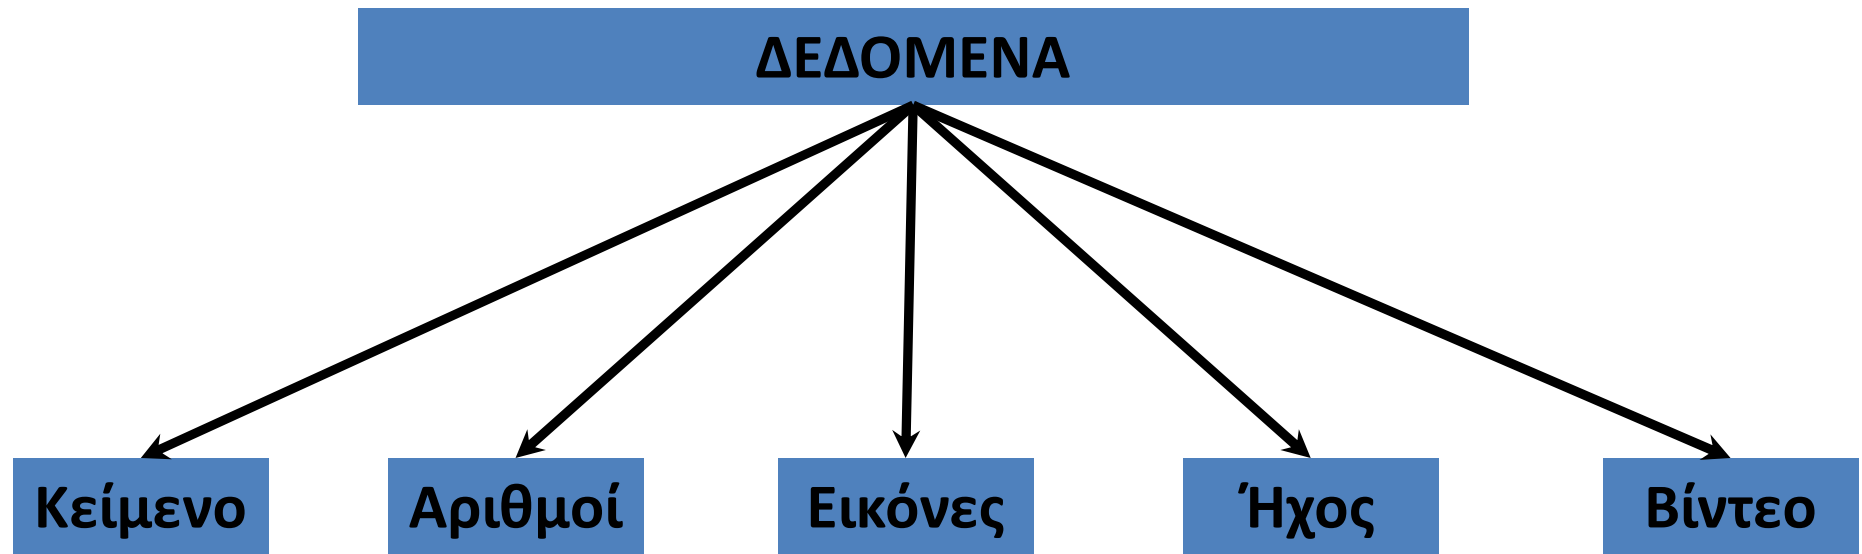 ΔΕΔΟΜΕΝΑ
Κείμενο
Αριθμοί
Εικόνες
Ήχος
Βίντεο